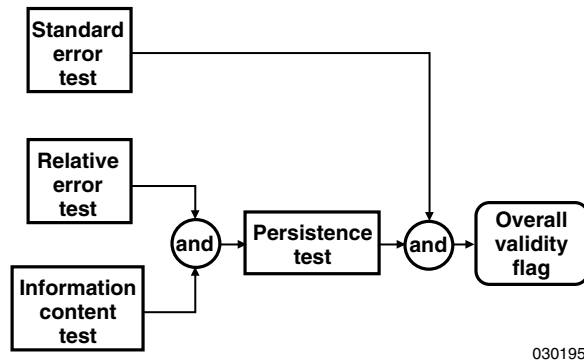 Standard
error
test
Relative
error
test
Information
content
test
and
Persistence
test
and
Overall
validity
flag
030195